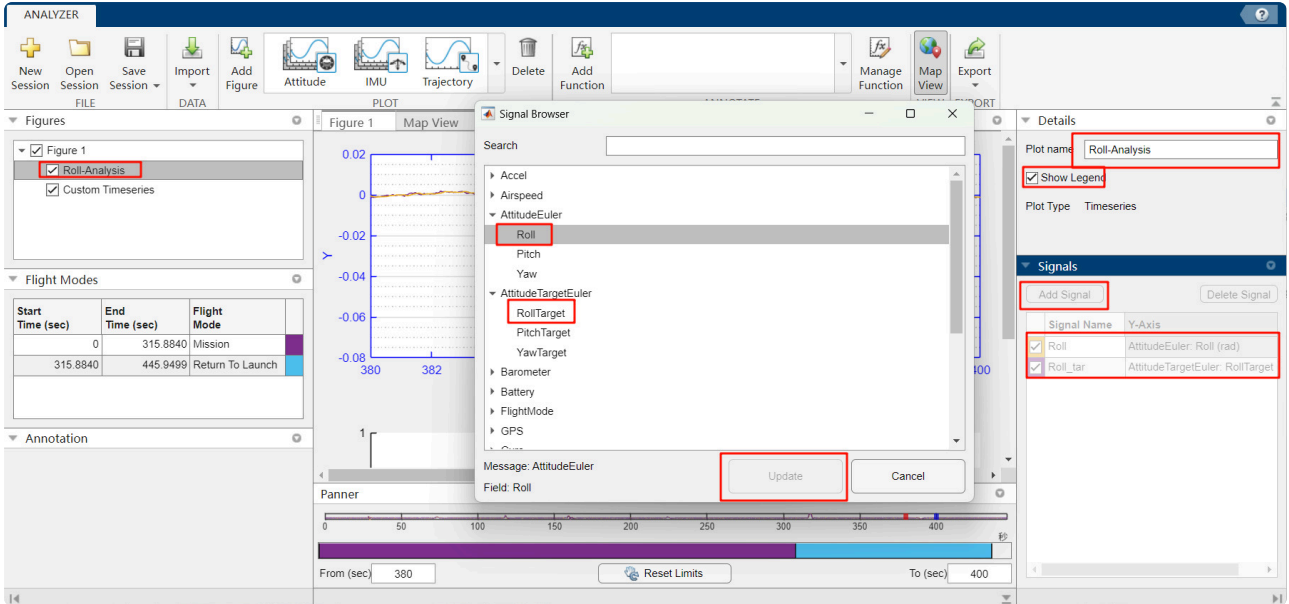 ANALYZER
?
New Session
Open Session
Save Session
Import
Add Figure
Attitude
IMU
Trajectory
Delete
Add Function
Manage Function
Map View
Export
FILE
DATA
PLOT
Figures
Figure 1
Roll-Analysis
Custom Timeseries
Flight Modes
Start Time (sec) End Time (sec) Flight Mode
0 315.8840 Mission
315.8840 445.9499 Return To Launch
Annotation
Figure 1 Map View
0.02
0
-0.02
-0.04
-0.06
-0.08
Y
380 382
400
1
Signal Browser
Search
Accel
Airspeed
AttitudeEuler
Roll
Pitch
Yaw
AttitudeTargetEuler
RollTarget
PitchTarget
YawTarget
Barometer
Battery
FlightMode
GPS
Message: AttitudeEuler
Field: Roll
Update Cancel
Panner
0 50 100 150 200 250 300 350 400
秒
From (sec) 380 Reset Limits To (sec) 400
Details
Plot name Roll-Analysis
Show Legend
Plot Type Timeseries
Signals
Add Signal Delete Signal
Signal Name Y-Axis
Roll AttitudeEuler: Roll (rad)
Roll_tar AttitudeTargetEuler: RollTarget